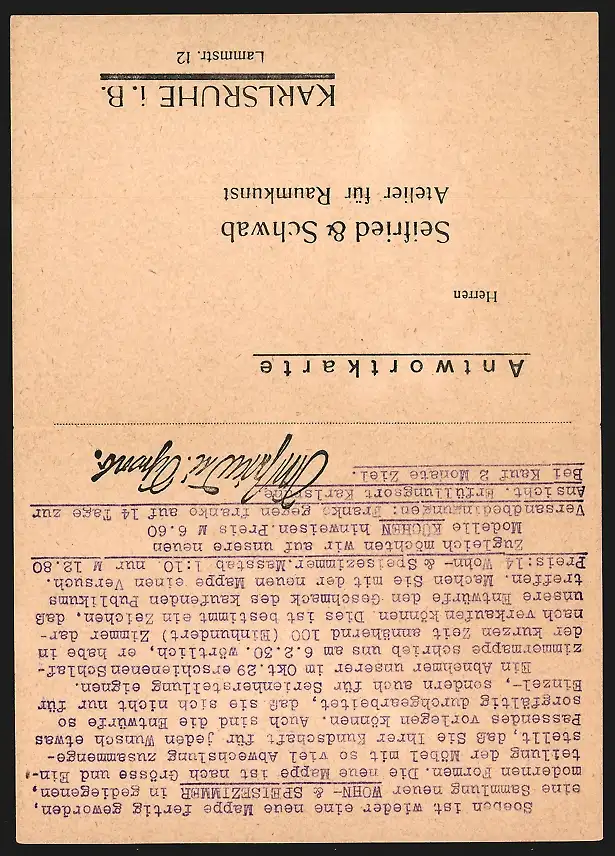 Soeben ist wieder eine neue Mappe fertig geworden,
eine Sammlung neuer WOHN- & SPEISEZIMMER in gediegenen,
modernen Formen. Die neue Mappe ist nach Grösse und Ein-
teilung der Möbel mit so viel Abwechslung zusammenge-
stellt, daß Sie Ihrer Kundschaft für jeden Wunsch etwas
Passendes vorlegen können. Auch sind die Entwürfe so
sorgfältig durchgearbeitet, daß sie sich nicht nur für
Einzel-, sondern auch für Serienherstellung eignen.
Ein Abnehmer unserer im Okt.29 erschienenen Schlaf-
zimmermappe schrieb uns am 6.2.30. wörtlich, er habe in
der kurzen Zeit annähernd 100 (Einhundert) Zimmer dar-
nach verkaufen können. Dies ist bestimmt ein Zeichen, daß
unsere Entwürfe den Geschmack des kaufenden Publikums
treffen. Machen Sie mit der neuen Mappe einen Versuch.
Preis:14 Wohn- & Speisezimmer.Masstab 1:10. nur M 12.80
Zugleich möchten wir auf unsere neuen
Modelle KÜCHEN hinweisen.Preis M 6.60
Versandbedingungen: Franko gegen franko auf 14 Tage zur
Ansicht. Erfüllungsort Karlsruhe.
Bei Kauf 2 Monate Ziel.
Antwortkarte
Herren
Seifried & Schwab
Atelier für Raumkunst
KARLSRUHE i. B.
Lammstr. 12